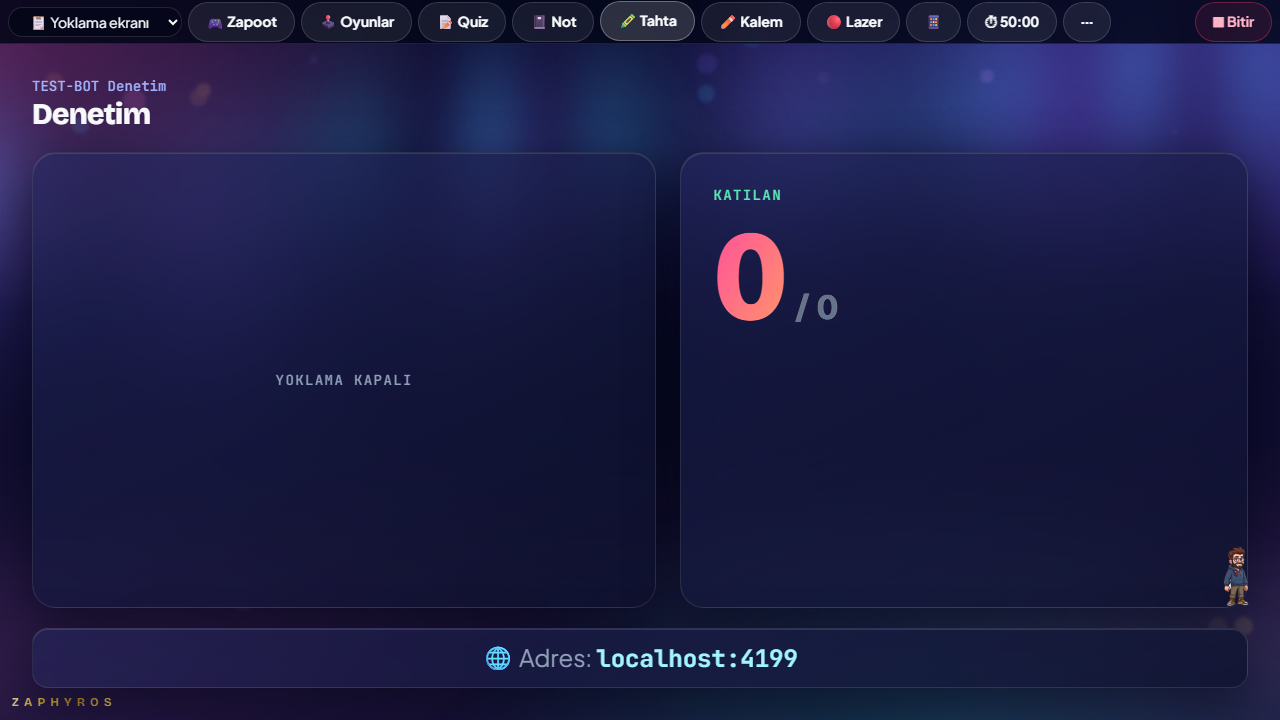 Yoklama ekranı
Zapoot
Oyunlar
Quiz
Not
Tahta
Kalem
Lazer
50:00
---
Bitir
TEST-BOT Denetim
Denetim
YOKLAMA KAPALI
KATILAN
0 / 0
Adres: localhost:4199
ZAPHYROS